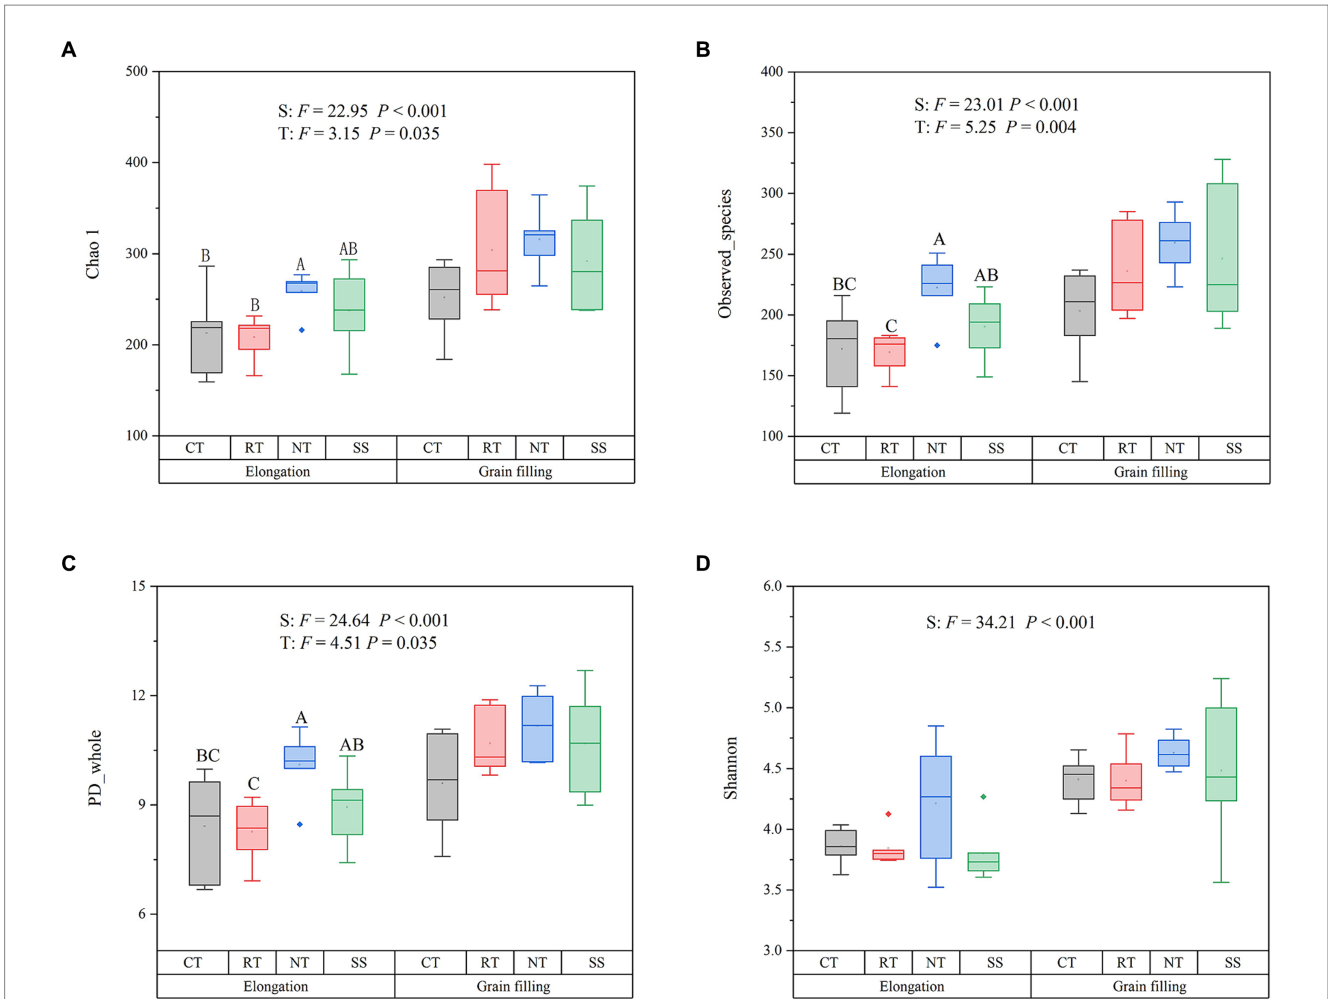 A
500
400
300
200
100
Chao 1
S: F = 22.95 P < 0.001
T: F = 3.15 P = 0.035
B
B
A
AB
CT RT NT SS CT RT NT SS
Elongation Grain filling
B
400
350
300
250
200
150
100
Observed_species
S: F = 23.01 P < 0.001
T: F = 5.25 P = 0.004
BC
C
A
AB
CT RT NT SS CT RT NT SS
Elongation Grain filling
C
15
12
9
6
PD_whole
S: F = 24.64 P < 0.001
T: F = 4.51 P = 0.035
BC
C
A
AB
CT RT NT SS CT RT NT SS
Elongation Grain filling
D
6.0
5.5
5.0
4.5
4.0
3.5
3.0
Shannon
S: F = 34.21 P < 0.001
CT RT NT SS CT RT NT SS
Elongation Grain filling